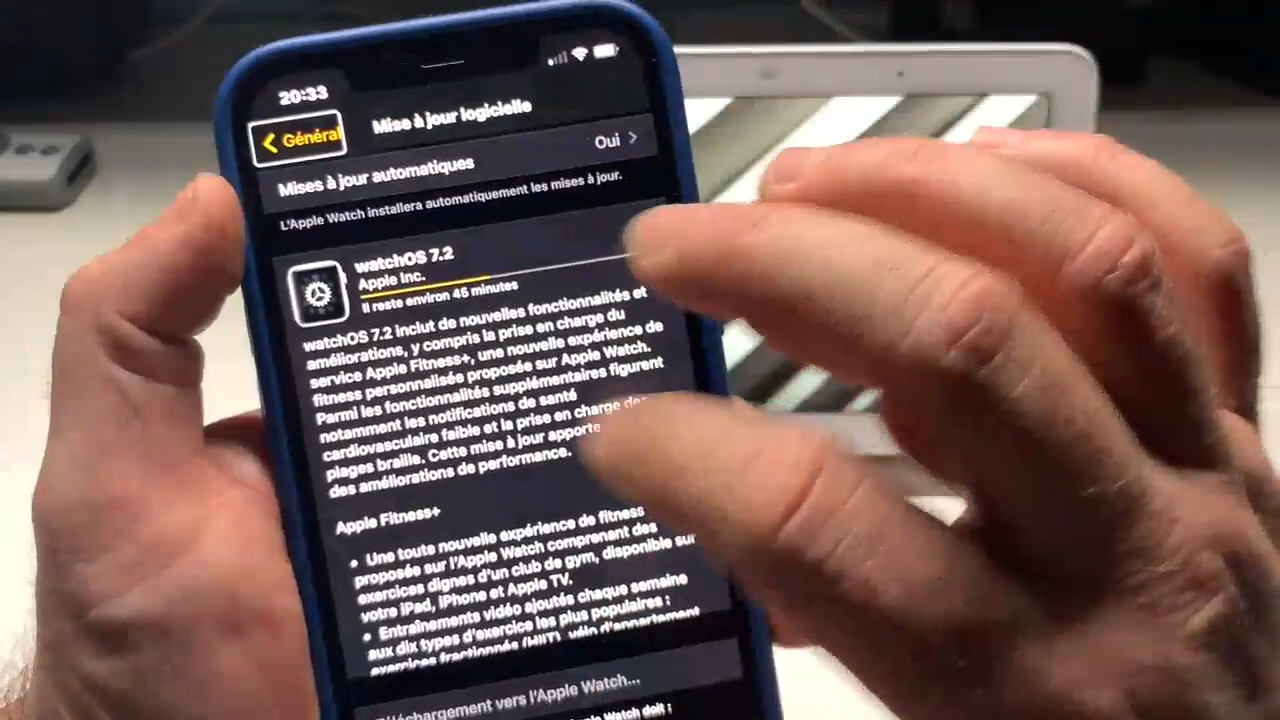 20:33
Général
Mise à jour logicielle
Mises à jour automatiques
Oui
L'Apple Watch installera automatiquement les mises à jour.
watchOS 7.2
Apple Inc.
Il reste environ 45 minutes
watchOS 7.2 inclut de nouvelles fonctionnalités et
améliorations, y compris la prise en charge du
service Apple Fitness+, une nouvelle expérience de
fitness personnalisée proposée sur Apple Watch.
Parmi les fonctionnalités supplémentaires figurent
notamment les notifications de santé
cardiovasculaire faible et la prise en charge des
plages braille. Cette mise à jour apporte
des améliorations de performance.
Apple Fitness+
• Une toute nouvelle expérience de fitness
proposée sur l'Apple Watch comprenant des
exercices dignes d'un club de gym, disponible sur
votre iPad, iPhone et Apple TV.
• Entraînements vidéo ajoutés chaque semaine
aux dix types d'exercice les plus populaires :
exercices fractionnés (HIIT), vélo d'appartement
éléchargement vers l'Apple Watch...
Apple Watch doit :